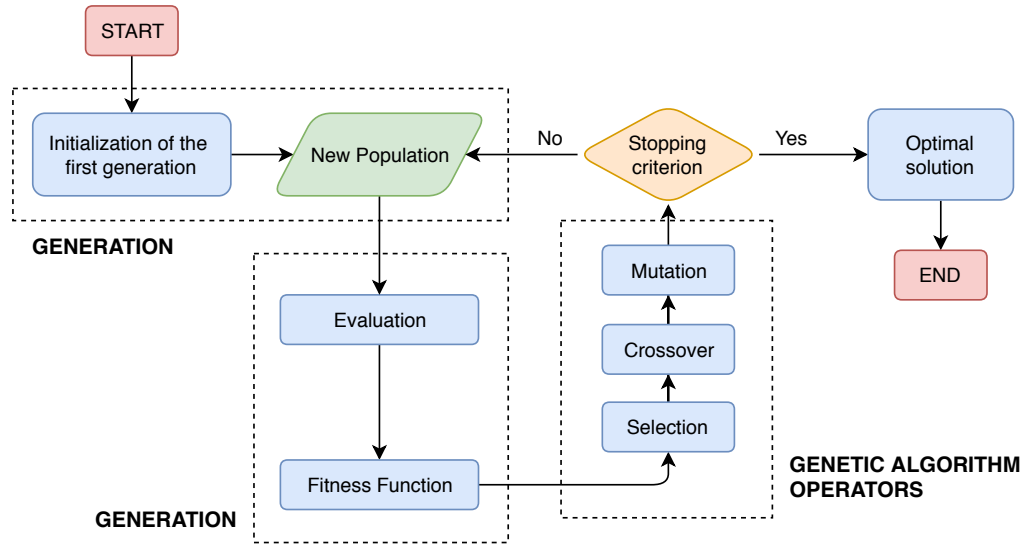 START
Initialization of the
first generation
New Population
No
Stopping
criterion
Yes
Optimal
solution
GENERATION
END
Mutation
Evaluation
Crossover
Selection
Fitness Function
GENERATION
GENETIC ALGORITHM
OPERATORS